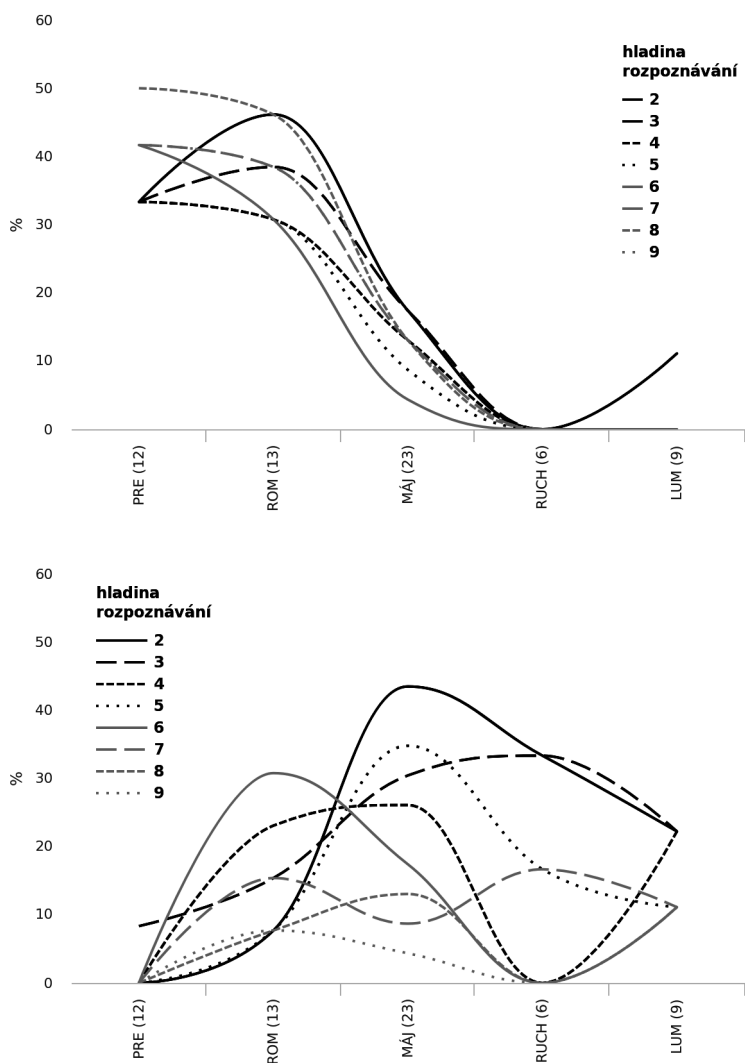 60
hladina
rozpoznávání
50
2
3
40
4
5
6
7
30
8
9
%
20
10
0
PRE (12)
ROM (13)
MÁJ (23)
RUCH (6)
LUM (9)
60
hladina
rozpoznávání
50
2
3
4
40
5
6
7
30
8
9
%
20
10
0
PRE (12)
ROM (13)
MÁJ (23)
RUCH (6)
LUM (9)